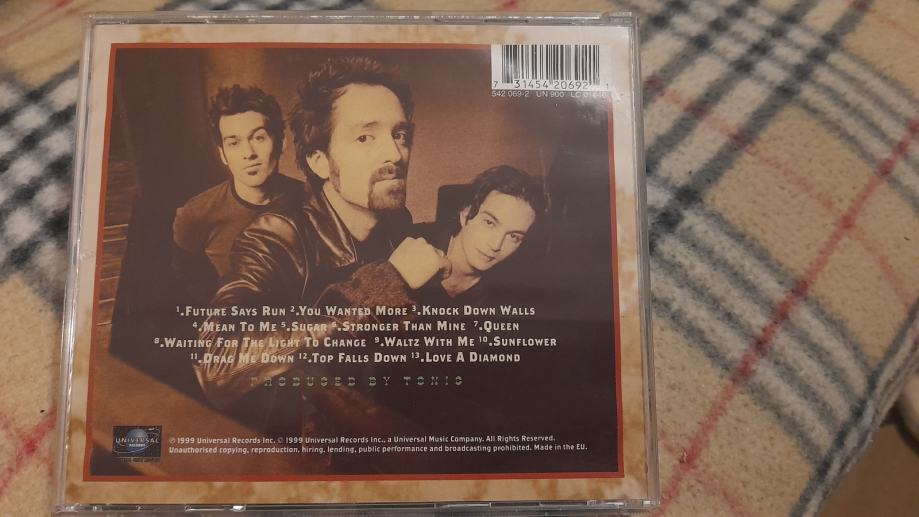 7 31454 20692 1
542 069-2 UN 900 LC
1.FUTURE SAYS RUN 2.YOU WANTED MORE 3.KNOCK DOWN WALLS
4.MEAN TO ME 5.SUGAR 6.STRONGER THAN MINE 7.QUEEN
8.WAITING FOR THE LIGHT TO CHANGE 9.WALTZ WITH ME 10.SUNFLOWER
11.DRAG ME DOWN 12.TOP FALLS DOWN 13.LOVE A DIAMOND
PRODUCED BY TONIC
UNIVERSAL
RECORDS
℗ 1999 Universal Records Inc. © 1999 Universal Records Inc., a Universal Music Company. All Rights Reserved.
Unauthorised copying, reproduction, hiring, lending, public performance and broadcasting prohibited. Made in the EU.